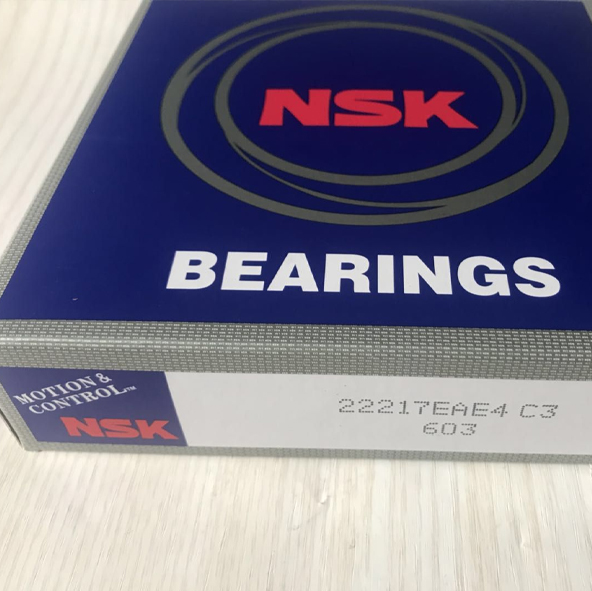 NSK
BEARINGS
MOTION &
CONTROL™
NSK
22217EAE4 C3
603